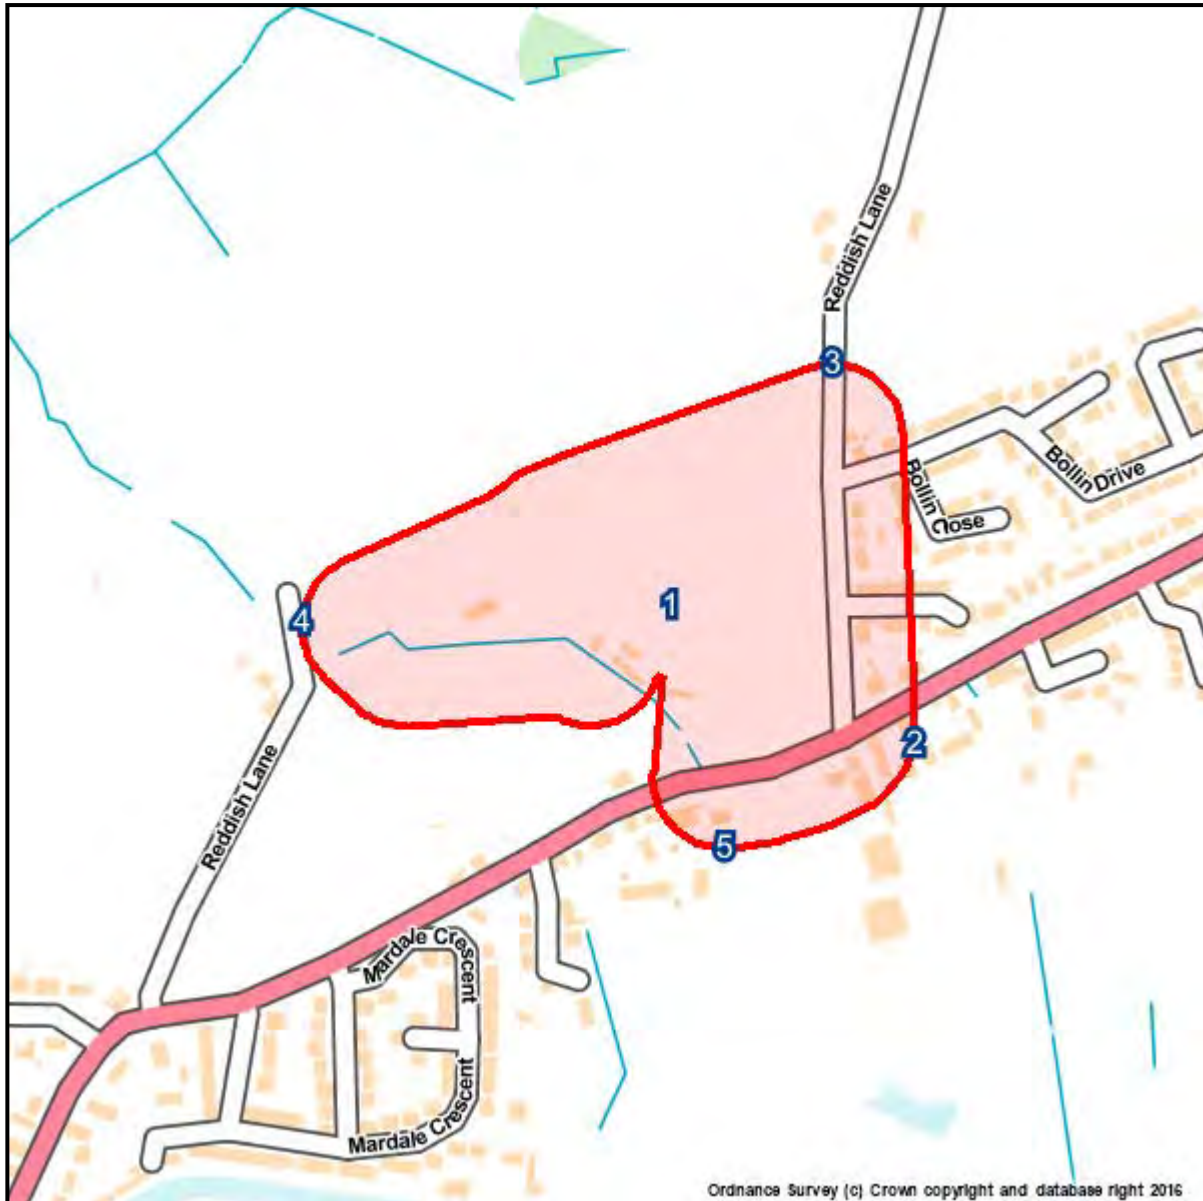 Reddish Lane
3
Bollin Drive
Bollin
Close
1
4
2
Reddish Lane
5
Mardale Crescent
Mardale Crescent
Ordnance Survey (c) Crown copyright and database right 2016